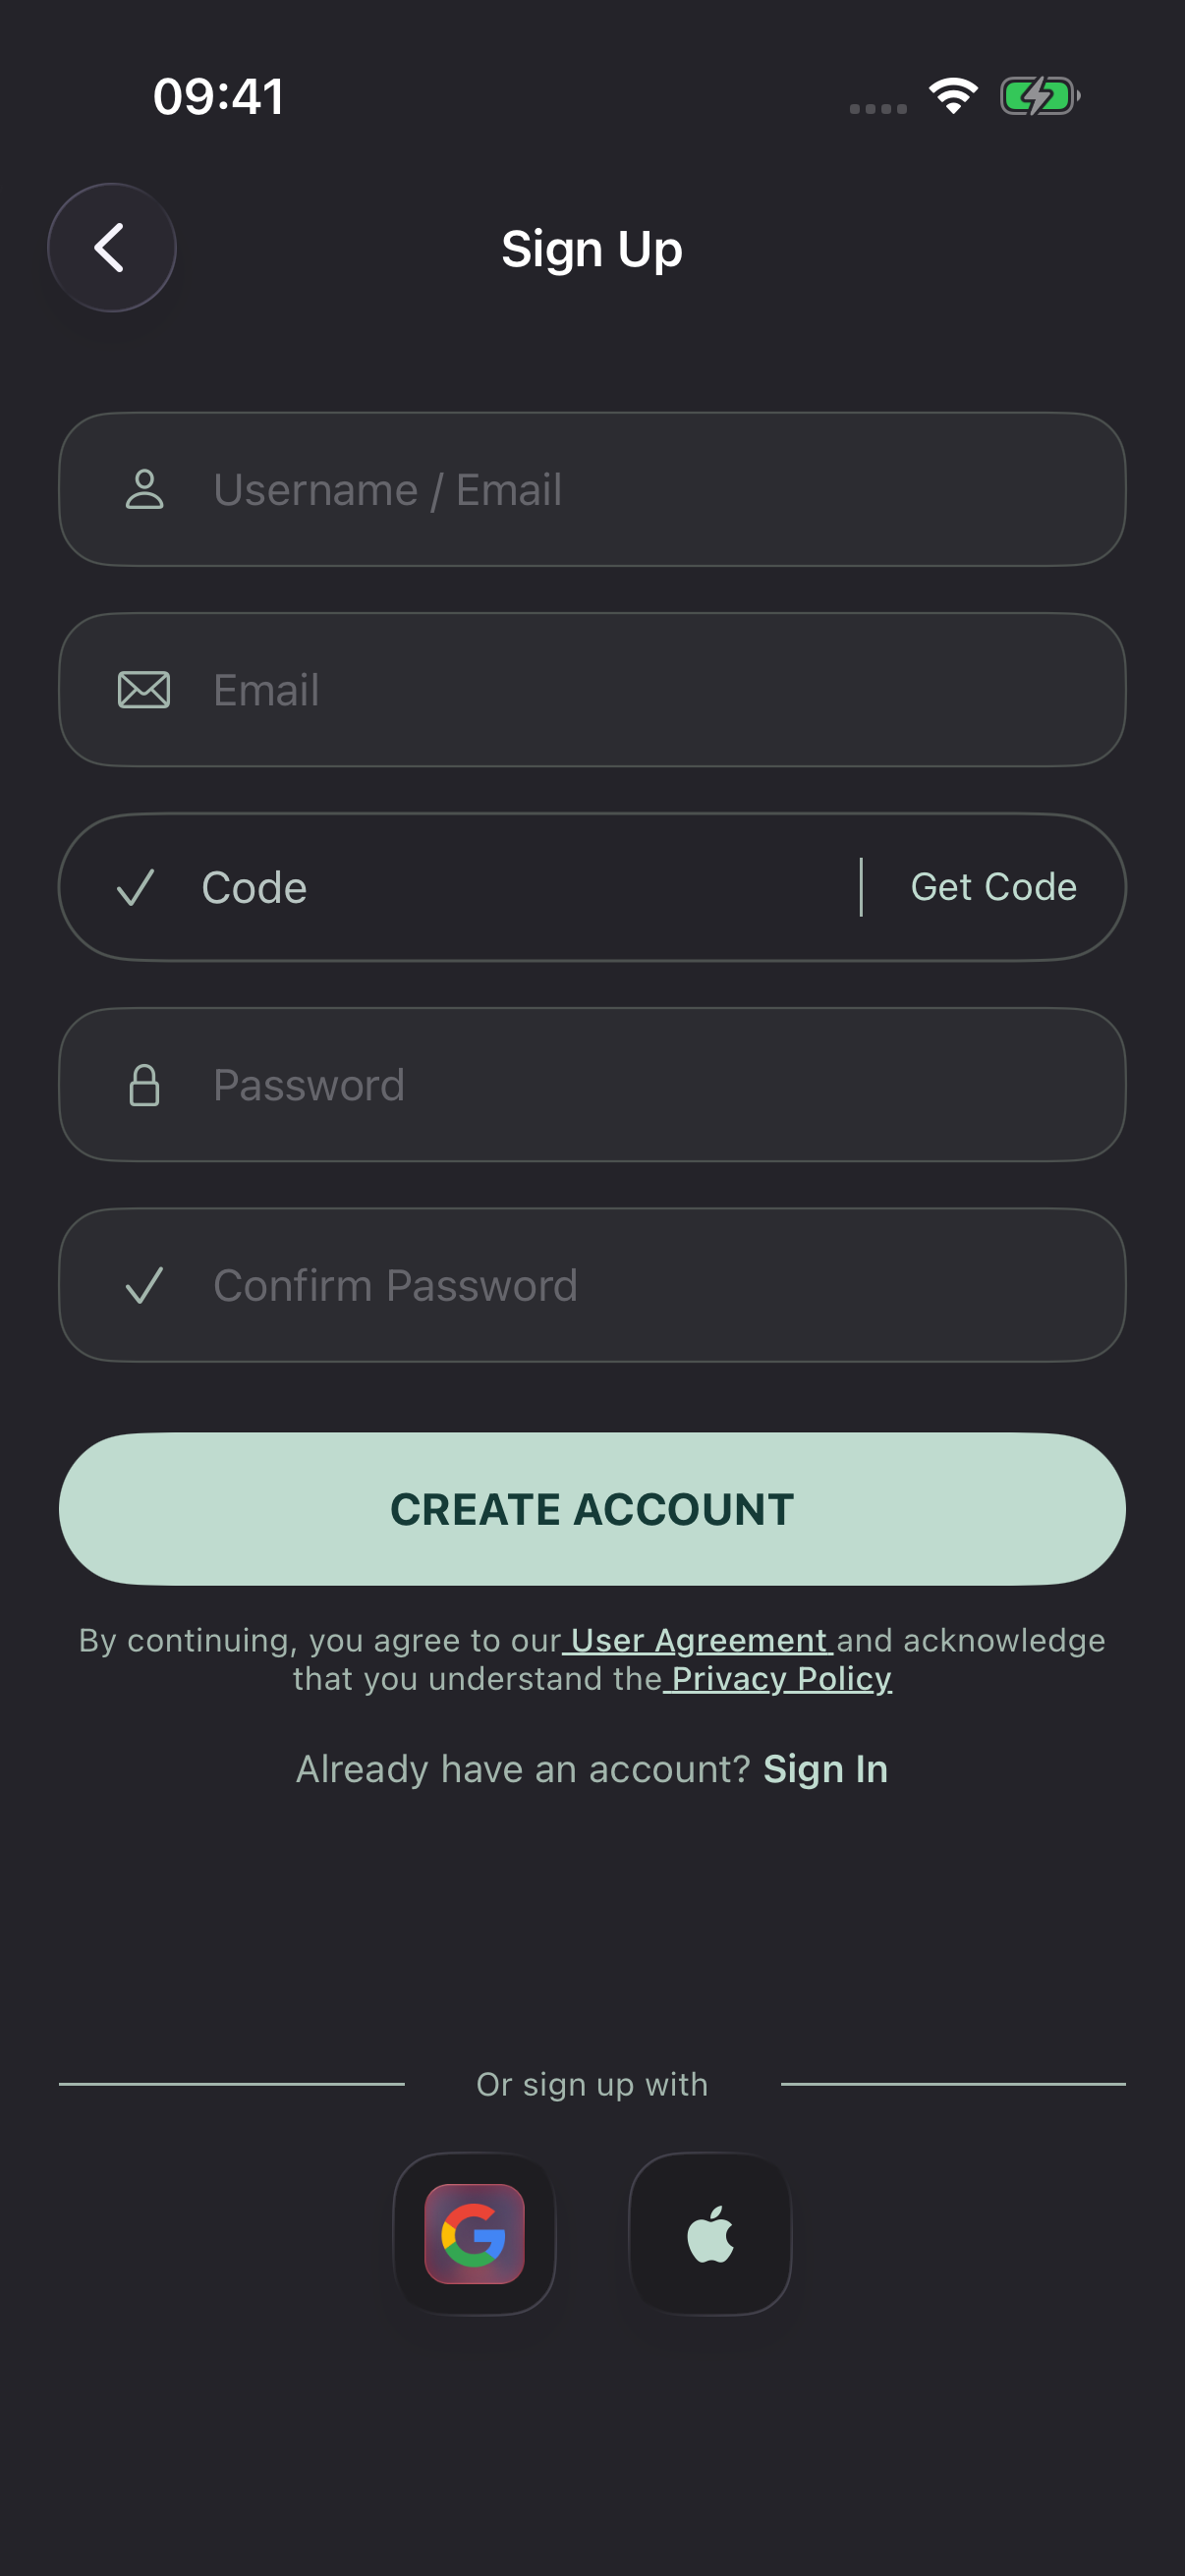 09:41
Sign Up
Username / Email
Email
Code
Get Code
Password
Confirm Password
CREATE ACCOUNT
By continuing, you agree to our User Agreement and acknowledge
that you understand the Privacy Policy
Already have an account? Sign In
Or sign up with